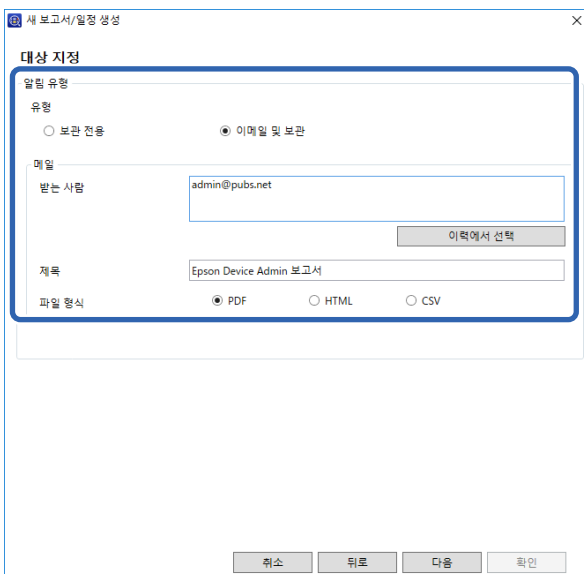 새 보고서/일정 생성
대상 지정
알림 유형
유형
보관 전용 이메일 및 보관
메일
받는 사람 admin@pubs.net
이력에서 선택
제목 Epson Device Admin 보고서
파일 형식 PDF HTML CSV
취소 뒤로 다음 확인